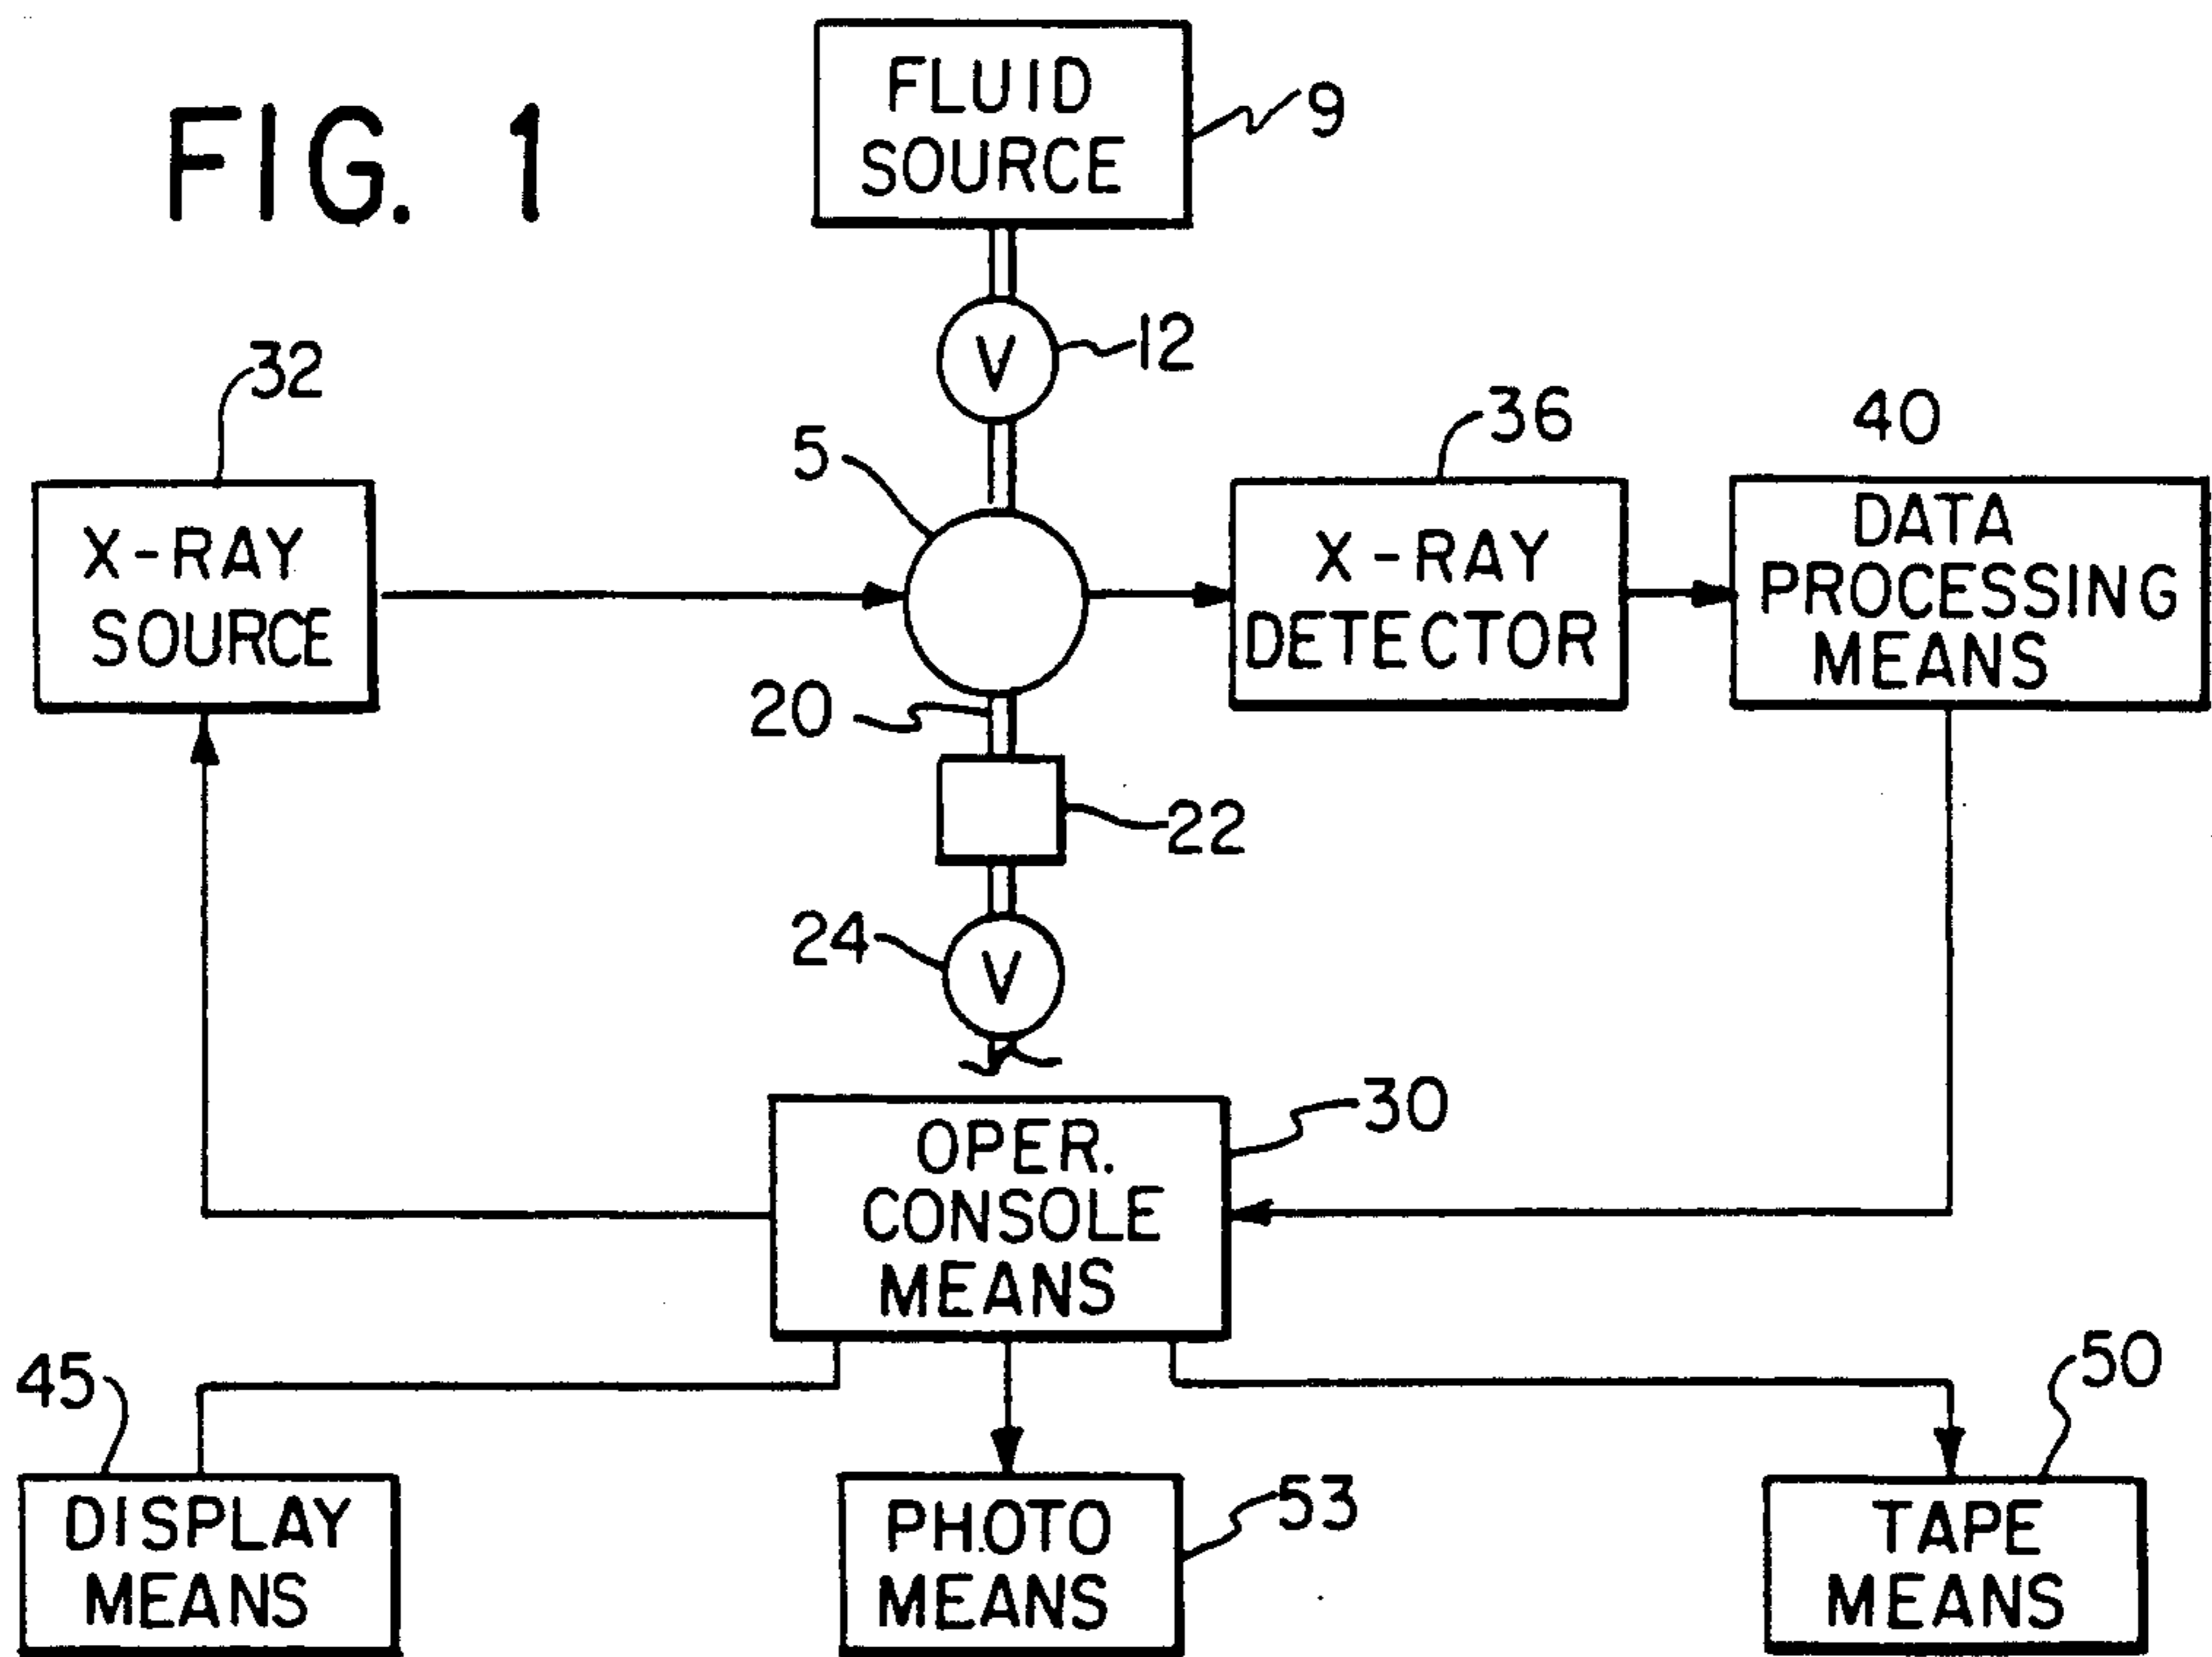 FIG. 1
FLUID
SOURCE
9
V
12
32
5
36
40
X-RAY
SOURCE
X-RAY
DETECTOR
DATA
PROCESSING
MEANS
20
22
24
V
30
OPER.
CONSOLE
MEANS
45
50
DISPLAY
MEANS
PHOTO
MEANS
53
TAPE
MEANS